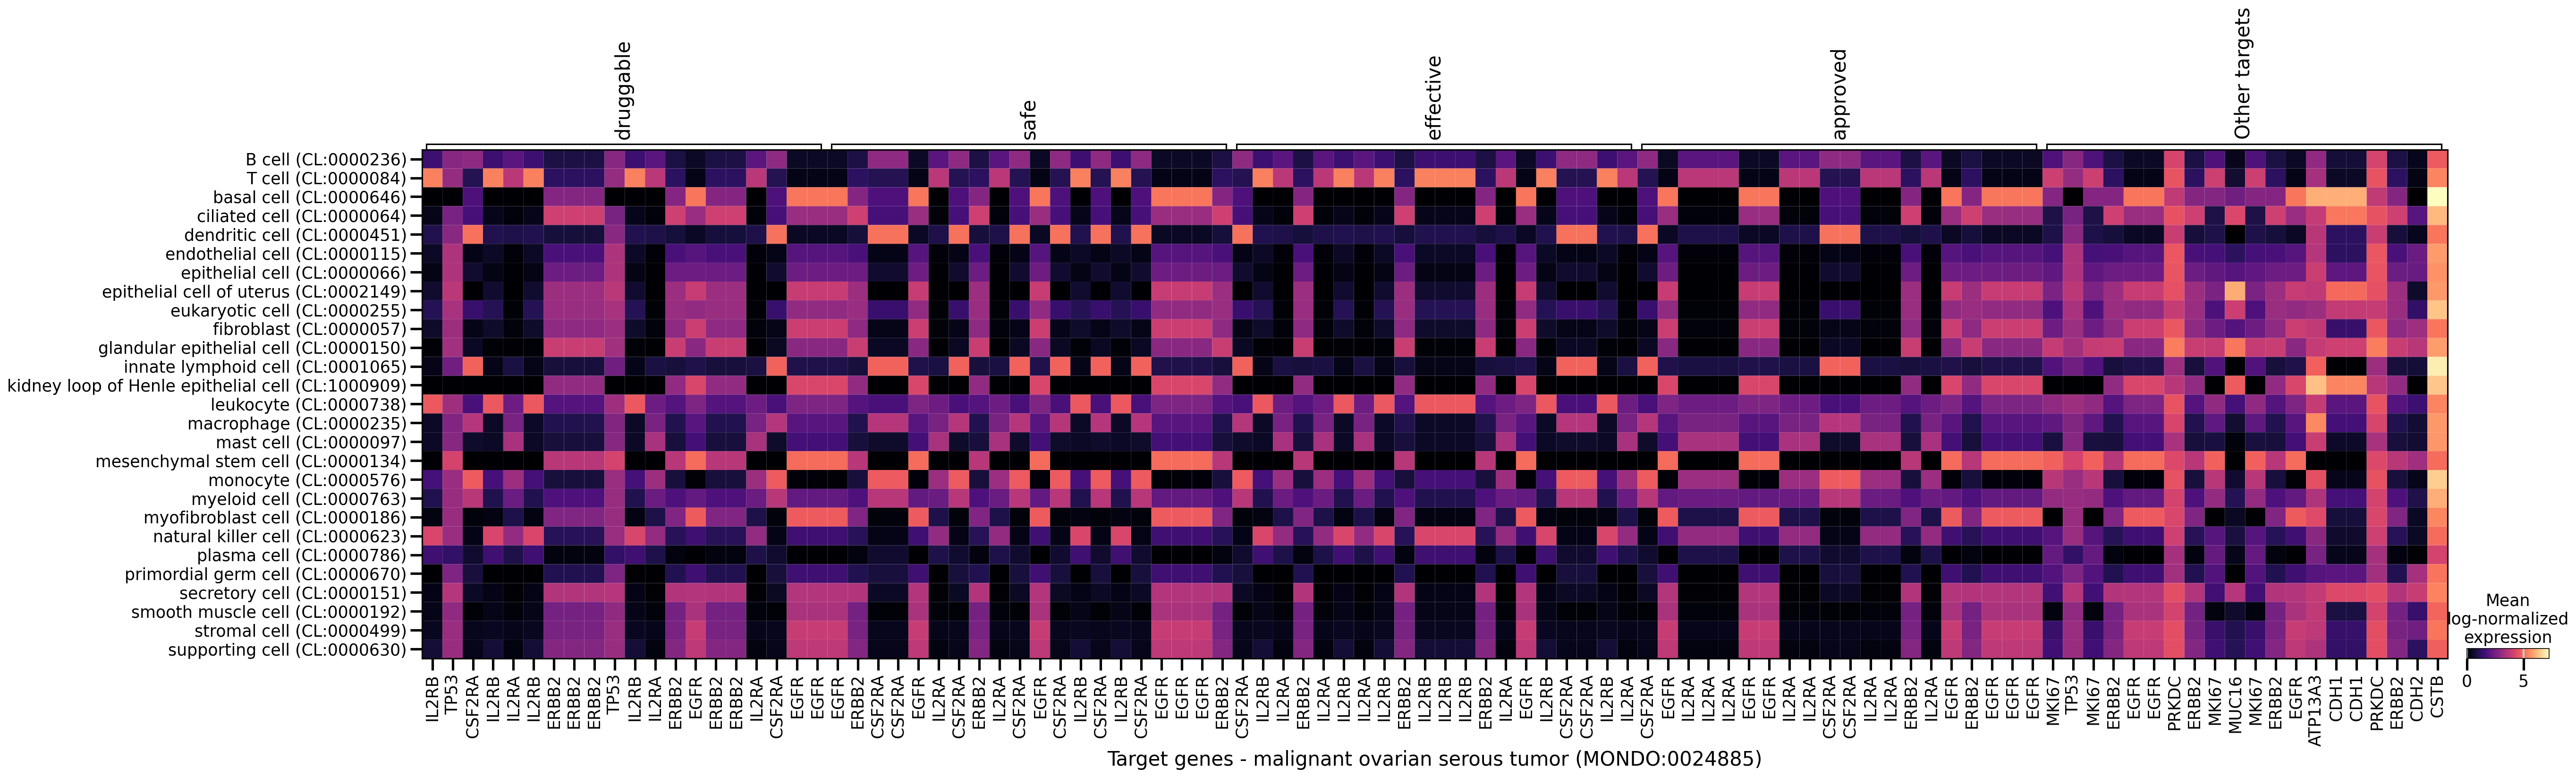 druggable
safe
effective
approved
Other targets
B cell (CL:0000236)
T cell (CL:0000084)
basal cell (CL:0000646)
ciliated cell (CL:0000064)
dendritic cell (CL:0000451)
endothelial cell (CL:0000115)
epithelial cell (CL:0000066)
epithelial cell of uterus (CL:0002149)
eukaryotic cell (CL:0000255)
fibroblast (CL:0000057)
glandular epithelial cell (CL:0000150)
innate lymphoid cell (CL:0001065)
kidney loop of Henle epithelial cell (CL:1000909)
leukocyte (CL:0000738)
macrophage (CL:0000235)
mast cell (CL:0000097)
mesenchymal stem cell (CL:0000134)
monocyte (CL:0000576)
myeloid cell (CL:0000763)
myofibroblast cell (CL:0000186)
natural killer cell (CL:0000623)
plasma cell (CL:0000786)
primordial germ cell (CL:0000670)
secretory cell (CL:0000151)
smooth muscle cell (CL:0000192)
stromal cell (CL:0000499)
supporting cell (CL:0000630)
IL2RB
TP53
CSF2RA
IL2RB
IL2RA
IL2RB
ERBB2
ERBB2
ERBB2
TP53
IL2RB
IL2RA
ERBB2
EGFR
ERBB2
ERBB2
IL2RA
CSF2RA
EGFR
EGFR
EGFR
ERBB2
CSF2RA
CSF2RA
EGFR
IL2RA
CSF2RA
ERBB2
IL2RA
CSF2RA
EGFR
CSF2RA
IL2RB
CSF2RA
IL2RB
CSF2RA
EGFR
EGFR
EGFR
ERBB2
CSF2RA
IL2RB
IL2RA
ERBB2
IL2RA
IL2RB
IL2RA
IL2RB
ERBB2
IL2RB
IL2RB
IL2RB
ERBB2
IL2RA
EGFR
IL2RB
CSF2RA
CSF2RA
IL2RB
IL2RA
CSF2RA
EGFR
IL2RA
IL2RA
IL2RA
EGFR
EGFR
IL2RA
IL2RA
CSF2RA
CSF2RA
IL2RA
IL2RA
ERBB2
IL2RA
EGFR
ERBB2
EGFR
EGFR
EGFR
MKI67
TP53
MKI67
ERBB2
EGFR
EGFR
PRKDC
ERBB2
MKI67
MUC16
MKI67
ERBB2
EGFR
ATP13A3
CDH1
CDH1
PRKDC
ERBB2
CDH2
CSTB
Target genes - malignant ovarian serous tumor (MONDO:0024885)
Mean
log-normalized
expression
0 5